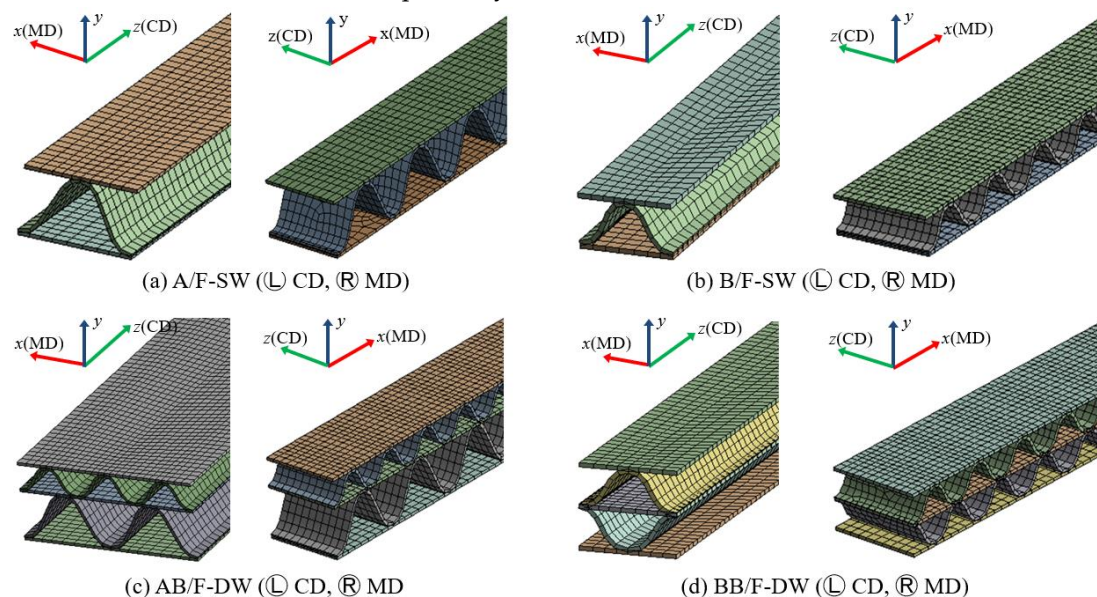 y
z(CD)
x(MD)
y
z(CD)
x(MD)
y
x(MD)
z(CD)
y
z(CD)
x(MD)
(a) A/F-SW (Ⓛ CD, Ⓡ MD)
(b) B/F-SW (Ⓛ CD, Ⓡ MD)
y
z(CD)
x(MD)
y
z(CD)
x(MD)
y
z(CD)
x(MD)
y
z(CD)
x(MD)
(c) AB/F-DW (Ⓛ CD, Ⓡ MD
(d) BB/F-DW (Ⓛ CD, Ⓡ MD)